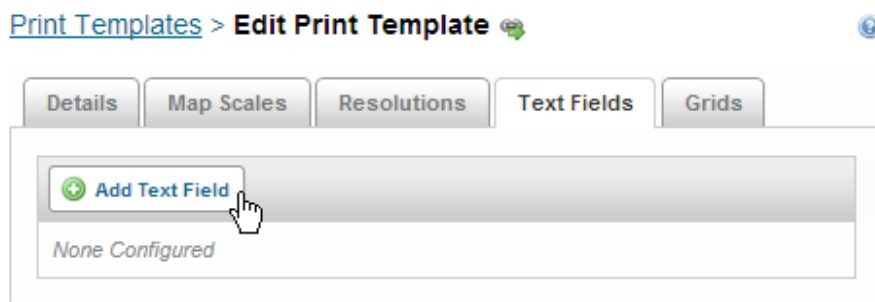 Print Templates > Edit Print Template
Details Map Scales Resolutions Text Fields Grids
Add Text Field
None Configured